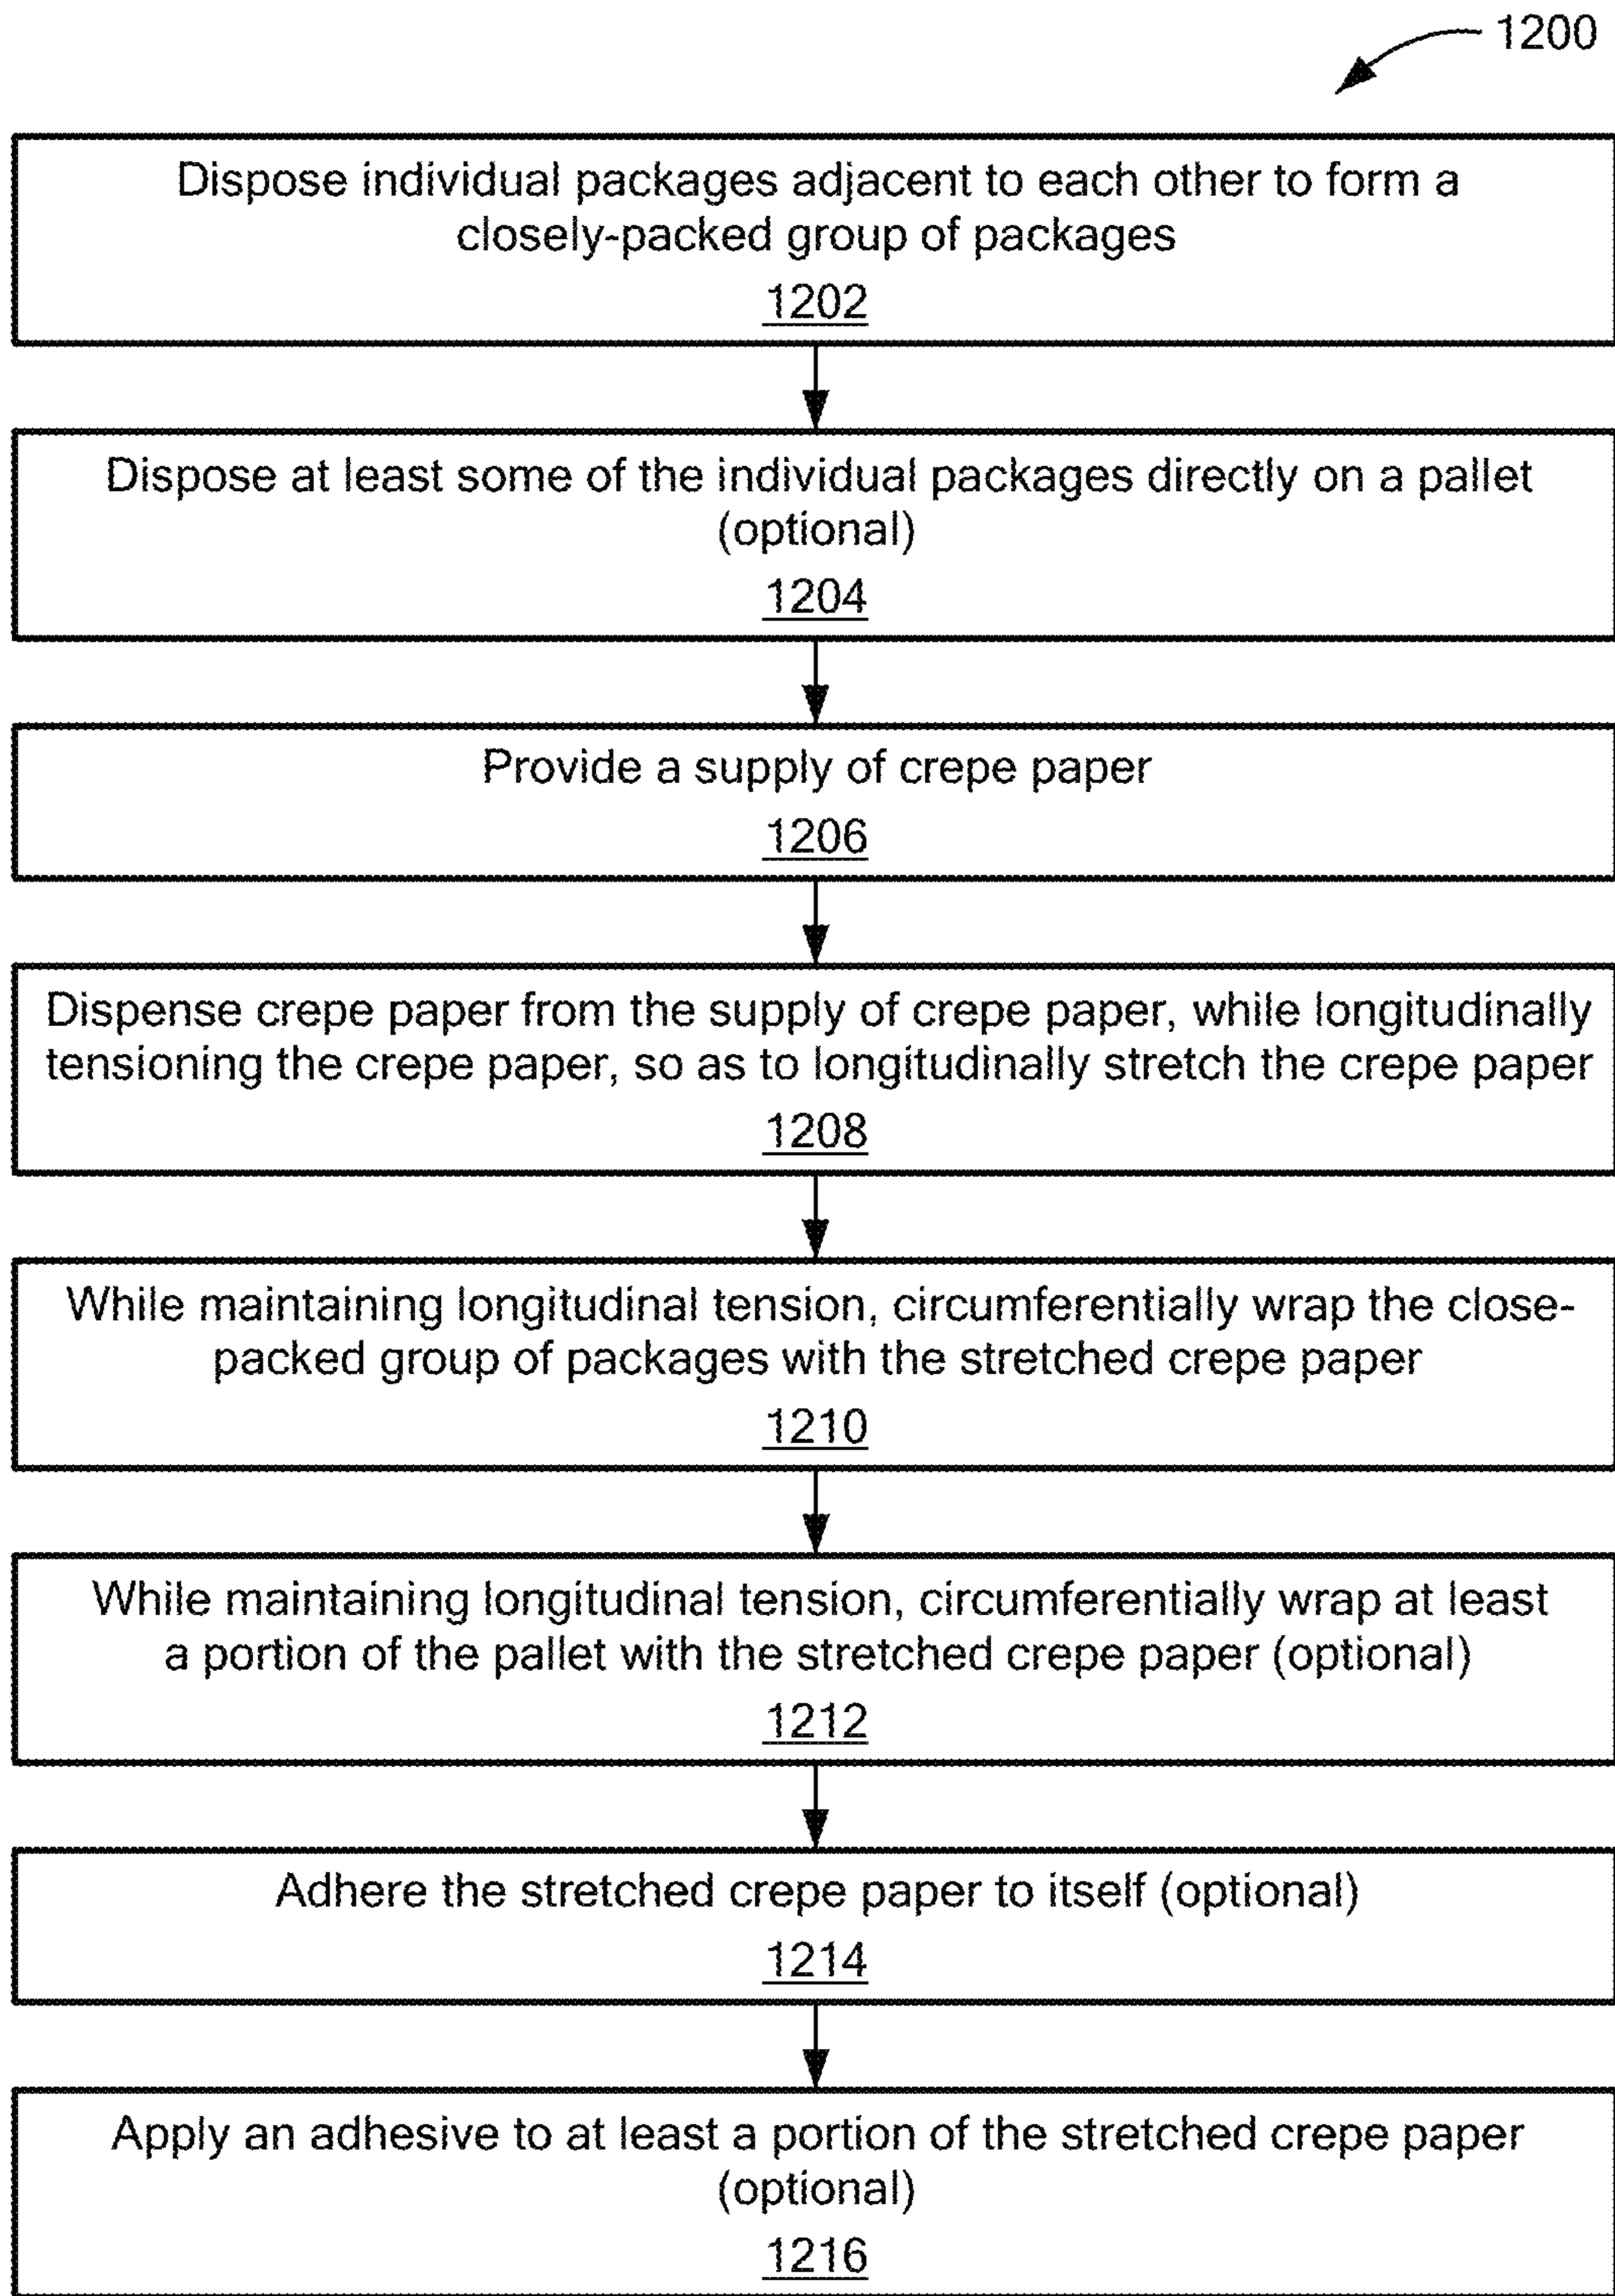 1200
Dispose individual packages adjacent to each other to form a
closely-packed group of packages
1202
Dispose at least some of the individual packages directly on a pallet
(optional)
1204
Provide a supply of crepe paper
1206
Dispense crepe paper from the supply of crepe paper, while longitudinally
tensioning the crepe paper, so as to longitudinally stretch the crepe paper
1208
While maintaining longitudinal tension, circumferentially wrap the close-
packed group of packages with the stretched crepe paper
1210
While maintaining longitudinal tension, circumferentially wrap at least
a portion of the pallet with the stretched crepe paper (optional)
1212
Adhere the stretched crepe paper to itself (optional)
1214
Apply an adhesive to at least a portion of the stretched crepe paper
(optional)
1216